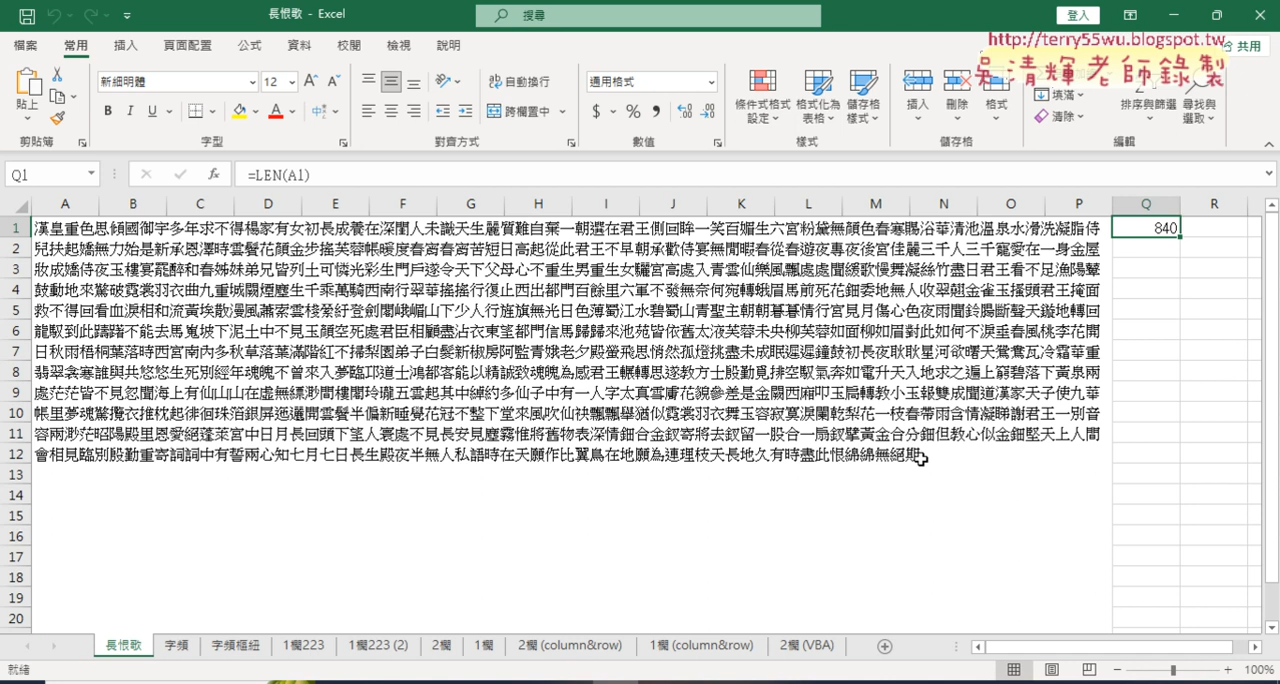 長恨歌 - Excel
搜尋
登入
http://terry55wu.blogspot.tw
吳清輝老師錄製
檔案 常用 插入 頁面配置 公式 資料 校閱 檢視 說明 共用
貼上 新細明體 12 自動換行 通用格式 條件式格式設定 格式化為表格 儲存格樣式 插入 刪除 格式 填滿 清除 排序與篩選 尋找與選取
B I U 跨欄置中 $ %
剪貼簿 字型 對齊方式 數值 樣式 儲存格 編輯
Q1 fx =LEN(A1)
A B C D E F G H I J K L M N O P Q R
1 漢皇重色思傾國御宇多年求不得楊家有女初長成養在深閨人未識天生麗質難自棄一朝選在君王側回眸一笑百媚生六宮粉黛無顏色春寒賜浴華清池溫泉水滑洗凝脂侍 840
2 兒扶起嬌無力始是新承恩澤時雲鬢花顏金步搖芙蓉帳暖度春宵春宵苦短日高起從此君王不早朝承歡侍宴無閒暇春從春遊夜專夜後宮佳麗三千人三千寵愛在一身金屋
3 妝成嬌侍夜玉樓宴罷醉和春姊妹弟兄皆列土可憐光彩生門戶遂令天下父母心不重生男重生女驪宮高處入青雲仙樂風飄處處聞緩歌慢舞凝絲竹盡日君王看不足漁陽鼙
4 鼓動地來驚破霓裳羽衣曲九重城闕煙塵生千乘萬騎西南行翠華搖搖行復止西出都門百餘里六軍不發無奈何宛轉蛾眉馬前死花鈿委地無人收翠翹金雀玉搔頭君王掩面
5 救不得回看血淚相和流黃埃散漫風蕭索雲棧縈紆登劍閣峨嵋山下少人行旌旗無光日色薄蜀江水碧蜀山青聖主朝朝暮暮情行宮見月傷心色夜雨聞鈴腸斷聲天旋地轉回
6 龍馭到此躊躇不能去馬嵬坡下泥土中不見玉顏空死處君臣相顧盡沾衣東望都門信馬歸歸來池苑皆依舊太液芙蓉未央柳芙蓉如面柳如眉對此如何不淚垂春風桃李花開
7 日秋雨梧桐葉落時西宮南內多秋草落葉滿階紅不掃梨園弟子白髮新椒房阿監青娥老夕殿螢飛思悄然孤燈挑盡未成眠遲遲鐘鼓初長夜耿耿星河欲曙天鴛鴦瓦冷霜華重
8 翡翠衾寒誰與共悠悠生死別經年魂魄不曾來入夢臨邛道士鴻都客能以精誠致魂魄為感君王輾轉思遂教方士殷勤覓排空馭氣奔如電升天入地求之遍上窮碧落下黃泉兩
9 處茫茫皆不見忽聞海上有仙山山在虛無縹渺間樓閣玲瓏五雲起其中綽約多仙子中有一人字太真雪膚花貌參差是金闕西廂叩玉扃轉教小玉報雙成聞道漢家天子使九華
10 帳里夢魂驚攬衣推枕起徘徊珠箔銀屏迤邐開雲鬢半偏新睡覺花冠不整下堂來風吹仙袂飄飄舉猶似霓裳羽衣舞玉容寂寞淚闌乾梨花一枝春帶雨含情凝睇謝君王一別音
11 容兩渺茫昭陽殿里恩愛絕蓬萊宮中日月長回頭下望人寰處不見長安見塵霧惟將舊物表深情鈿合金釵寄將去釵留一股合一扇釵擘黃金合分鈿但教心似金鈿堅天上人間
12 會相見臨別殷勤重寄詞詞中有誓兩心知七月七日長生殿夜半無人私語時在天願作比翼鳥在地願為連理枝天長地久有時盡此恨綿綿無絕期
13
14
15
16
17
18
19
20
長恨歌 字頻 字頻樞紐 1欄223 1欄223 (2) 2欄 1欄 2欄 (column&row) 1欄 (column&row) 2欄 (VBA)
就緒 100%